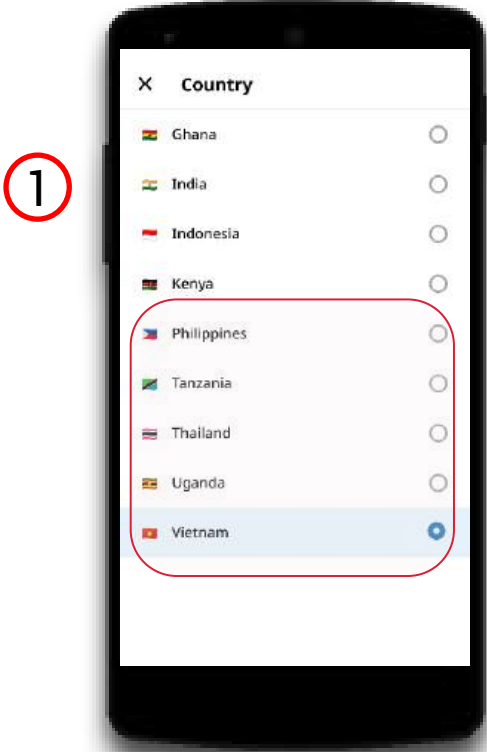 Country
Ghana
1
India
Indonesia
Kenya
Philippines
Tanzania
Thailand
Uganda
Vietnam